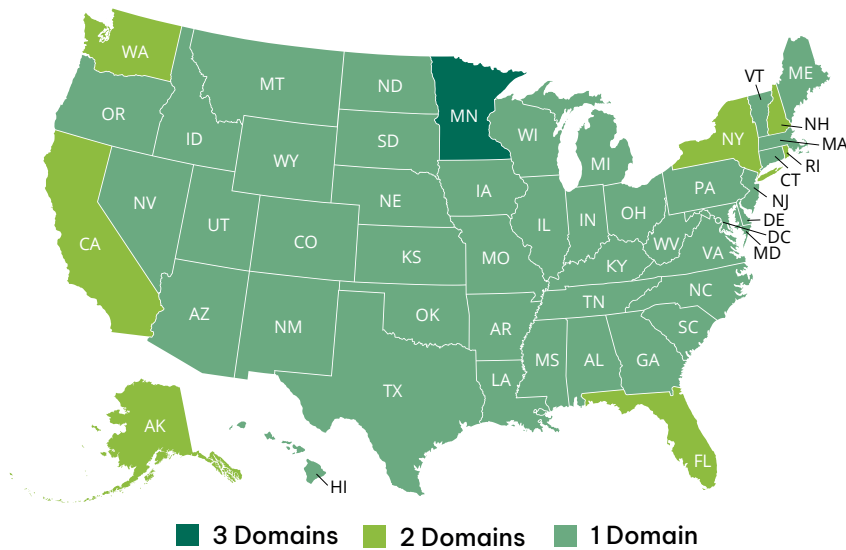 WA
MT
ND
MN
VT
ME
OR
ID
SD
WI
MI
NY
NH
MA
RI
CT
WY
IA
PA
NJ
NV
NE
OH
DE
UT
CO
IL
IN
DC
MD
CA
KS
MO
WV
VA
KY
AZ
NM
OK
AR
TN
NC
SC
TX
LA
MS
AL
GA
AK
FL
HI
3 Domains
2 Domains
1 Domain